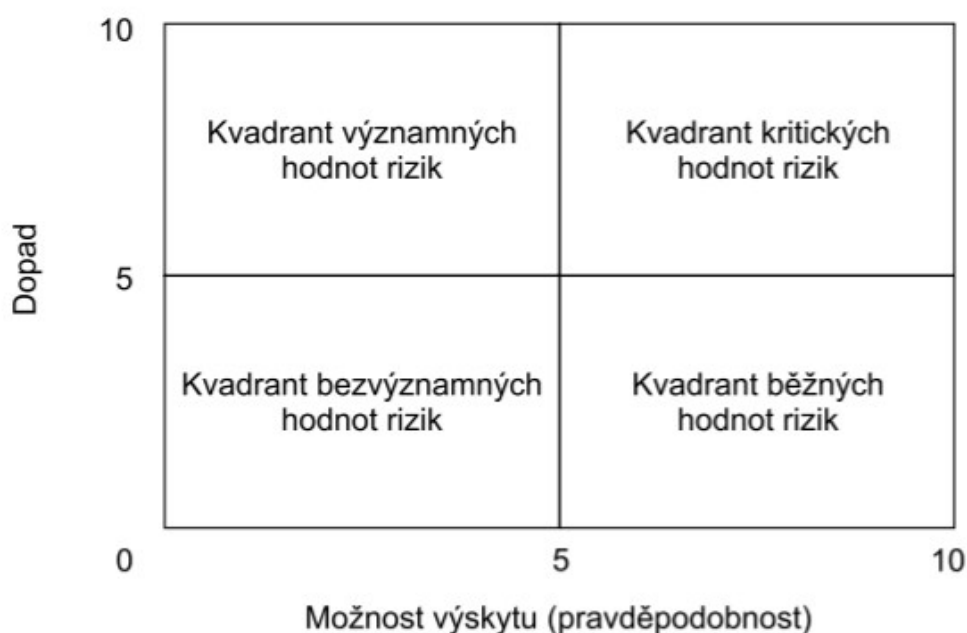 10
Kvadrant významných
hodnot rizik
Kvadrant kritických
hodnot rizik
Dopad
5
Kvadrant bezvýznamných
hodnot rizik
Kvadrant běžných
hodnot rizik
0
5
10
Možnost výskytu (pravděpodobnost)